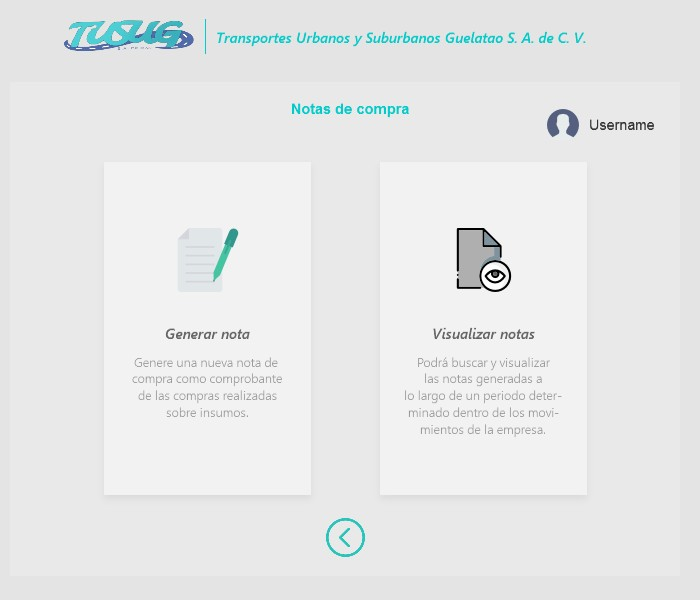 TUSUG
Transportes Urbanos y Suburbanos Guelatao S. A. de C. V.
Notas de compra
Username
Generar nota
Genere una nueva nota de
compra como comprobante
de las compras realizadas
sobre insumos.
Visualizar notas
Podrá buscar y visualizar
las notas generadas a
lo largo de un periodo deter-
minado dentro de los movi-
mientos de la empresa.